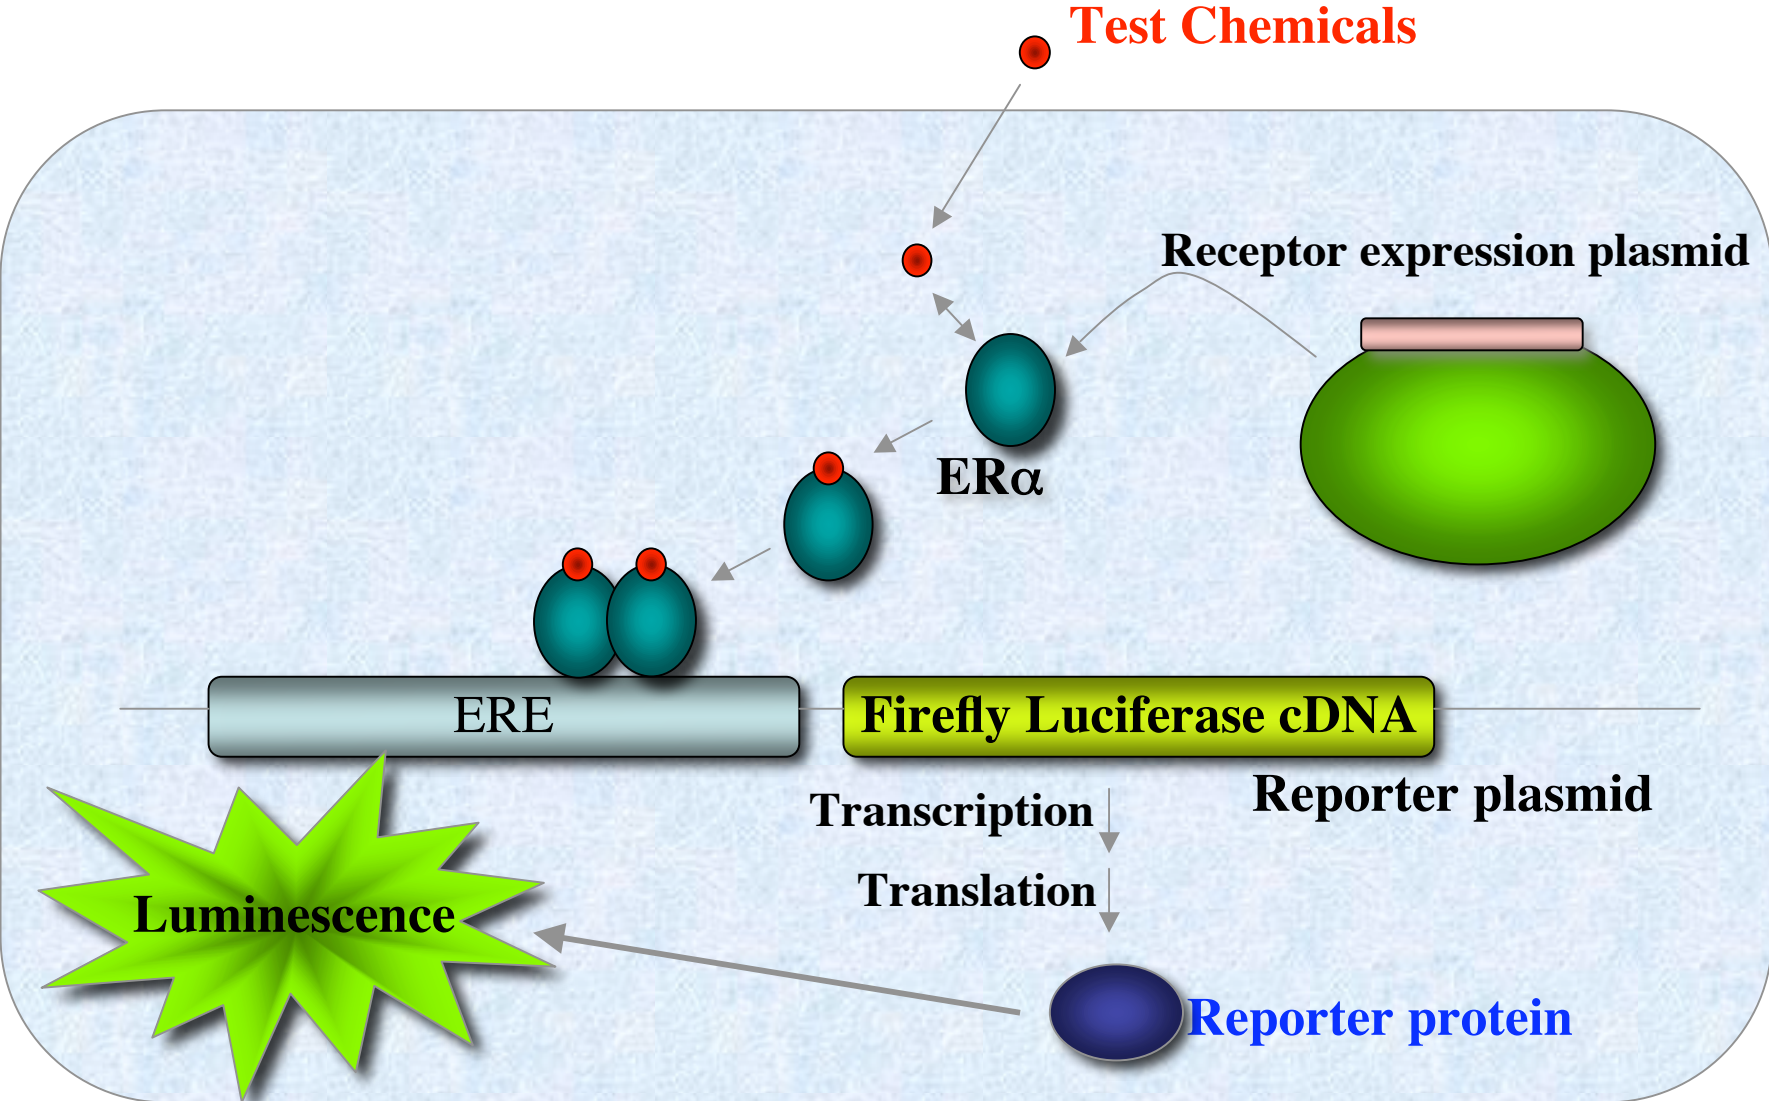 Test Chemicals
Receptor expression plasmid
ERα
ERE
Firefly Luciferase cDNA
Reporter plasmid
Transcription
Translation
Luminescence
Reporter protein